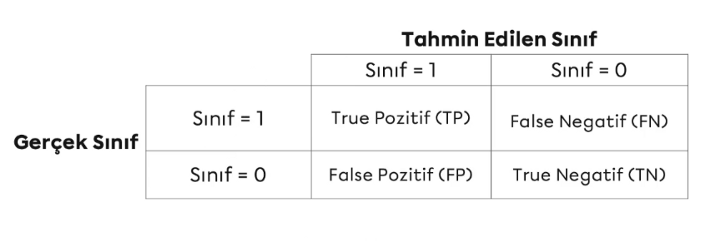 Tahmin Edilen Sınıf
Sınıf = 1 Sınıf = 0
Sınıf = 1 True Pozitif (TP) False Negatif (FN)
Gerçek Sınıf
Sınıf = 0 False Pozitif (FP) True Negatif (TN)